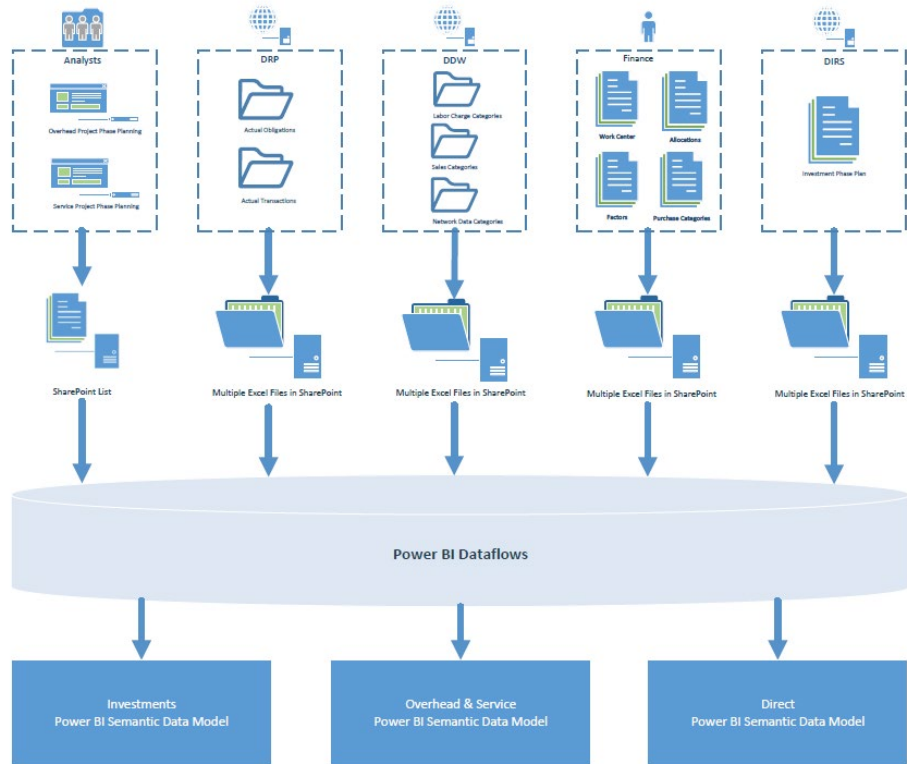 Analysts
DRP
DDW
Finance
DIRS
Overhead Project Phase Planning
Service Project Phase Planning
Actual Obligations
Actual Transactions
Labor Charge Categories
Sales Categories
Network Data Categories
Work Center
Allocations
Factors
Purchase Categories
Investment Phase Plan
SharePoint List
Multiple Excel Files in SharePoint
Multiple Excel Files in SharePoint
Multiple Excel Files in SharePoint
Multiple Excel Files in SharePoint
Power BI Dataflows
Investments
Power BI Semantic Data Model
Overhead & Service
Power BI Semantic Data Model
Direct
Power BI Semantic Data Model